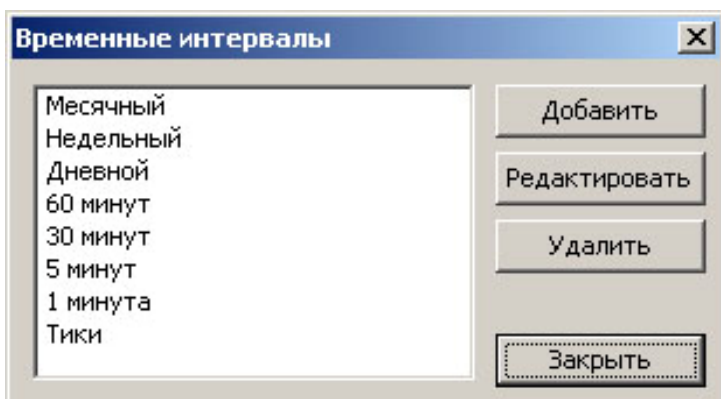 Временные интервалы
Месячный
Недельный
Дневной
60 минут
30 минут
5 минут
1 минута
Тики
Добавить
Редактировать
Удалить
Закрыть